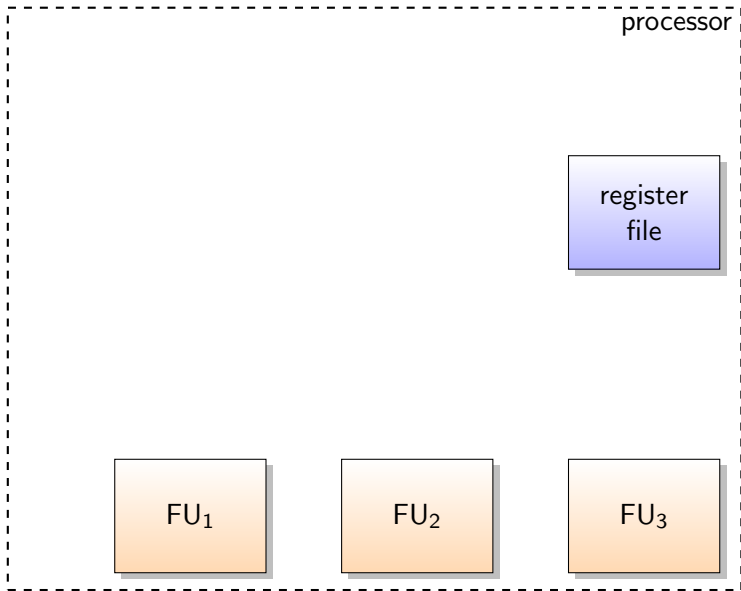 processor
register
file
FU₁
FU₂
FU₃